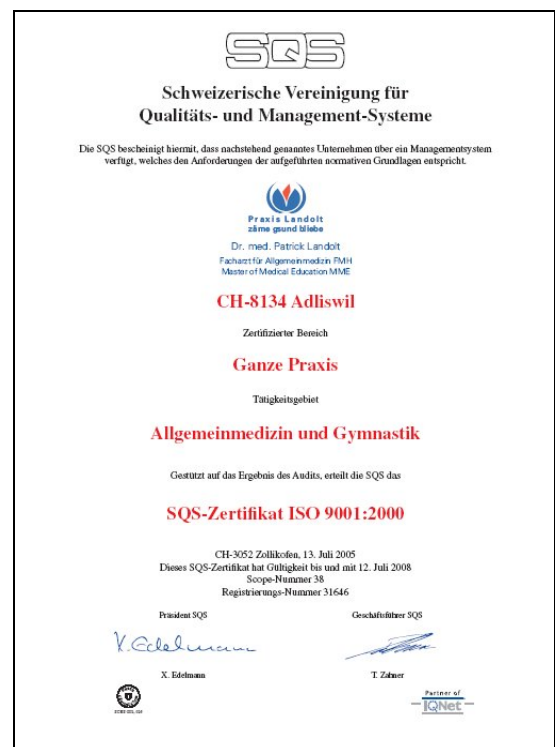 SQS
Schweizerische Vereinigung für
Qualitäts- und Management-Systeme
Die SQS bescheinigt hiermit, dass nachstehend genanntes Unternehmen über ein Managementsystem
verfügt, welches den Anforderungen der aufgeführten normativen Grundlagen entspricht.
Praxis Landolt
zäme gsund bliebe
Dr. med. Patrick Landolt
Facharzt für Allgemeinmedizin FMH
Master of Medical Education MME
CH-8134 Adliswil
Zertifizierter Bereich
Ganze Praxis
Tätigkeitsgebiet
Allgemeinmedizin und Gymnastik
Gestützt auf das Ergebnis des Audits, erteilt die SQS das
SQS-Zertifikat ISO 9001:2000
CH-3052 Zollikofen, 13. Juli 2005
Dieses SQS-Zertifikat hat Gültigkeit bis und mit 12. Juli 2008
Scope-Nummer 38
Registrierungs-Nummer 31646
Präsident SQS Geschäftsführer SQS
X. Edelmann
X. Edelmann T. Zahner
Partner of
IQNet